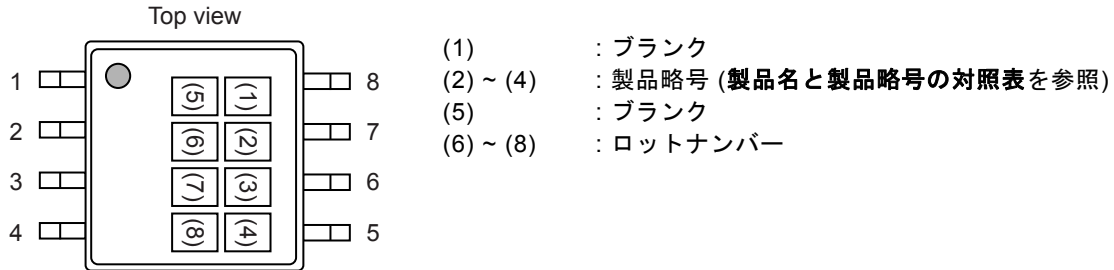 Top view
1
2
3
4
8
7
6
5
(5) (1)
(6) (2)
(7) (3)
(8) (4)
(1) : ブランク
(2) ~ (4) : 製品略号 (製品名と製品略号の対照表を参照)
(5) : ブランク
(6) ~ (8) : ロットナンバー